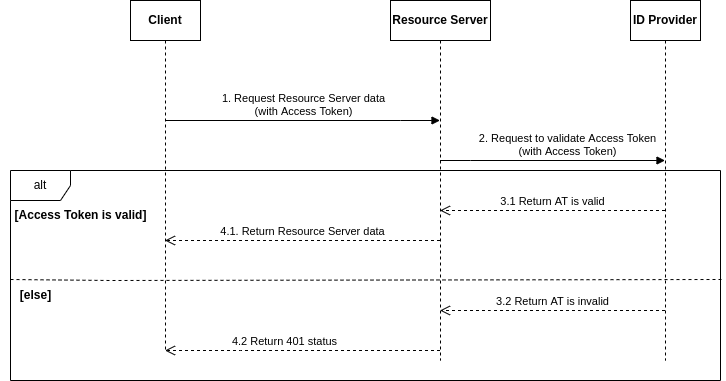 Client
Resource Server
ID Provider
1. Request Resource Server data
(with Access Token)
2. Request to validate Access Token
(with Access Token)
alt
[Access Token is valid]
3.1 Return AT is valid
4.1. Return Resource Server data
[else]
3.2 Return AT is invalid
4.2 Return 401 status